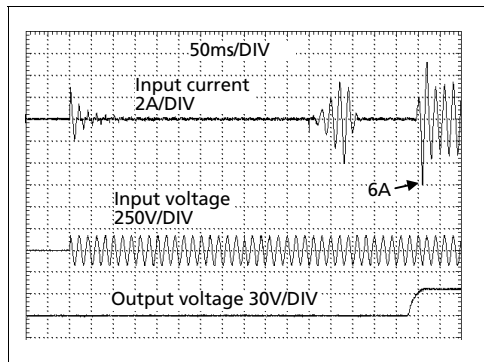 50ms/DIV
Input current
2A/DIV
6A
Input voltage
250V/DIV
Output voltage 30V/DIV